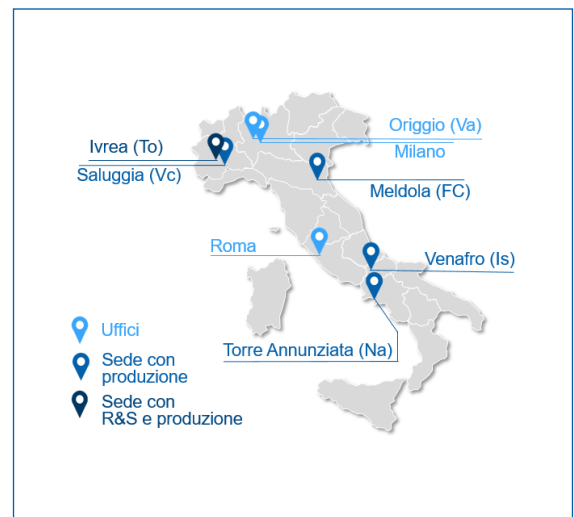 Origgio (Va)
Ivrea (To)
Milano
Saluggia (Vc)
Meldola (FC)
Roma
Venafro (Is)
Torre Annunziata (Na)
Uffici
Sede con
produzione
Sede con
R&S e produzione